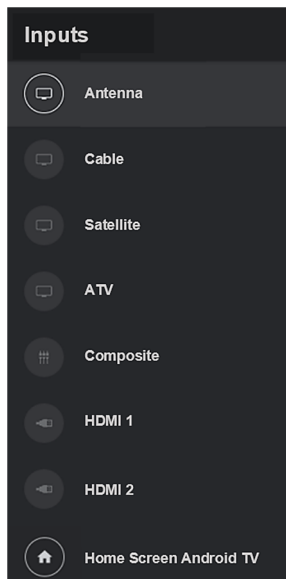 Inputs
Antenna
Cable
Satellite
ATV
Composite
HDMI 1
HDMI 2
Home Screen Android TV